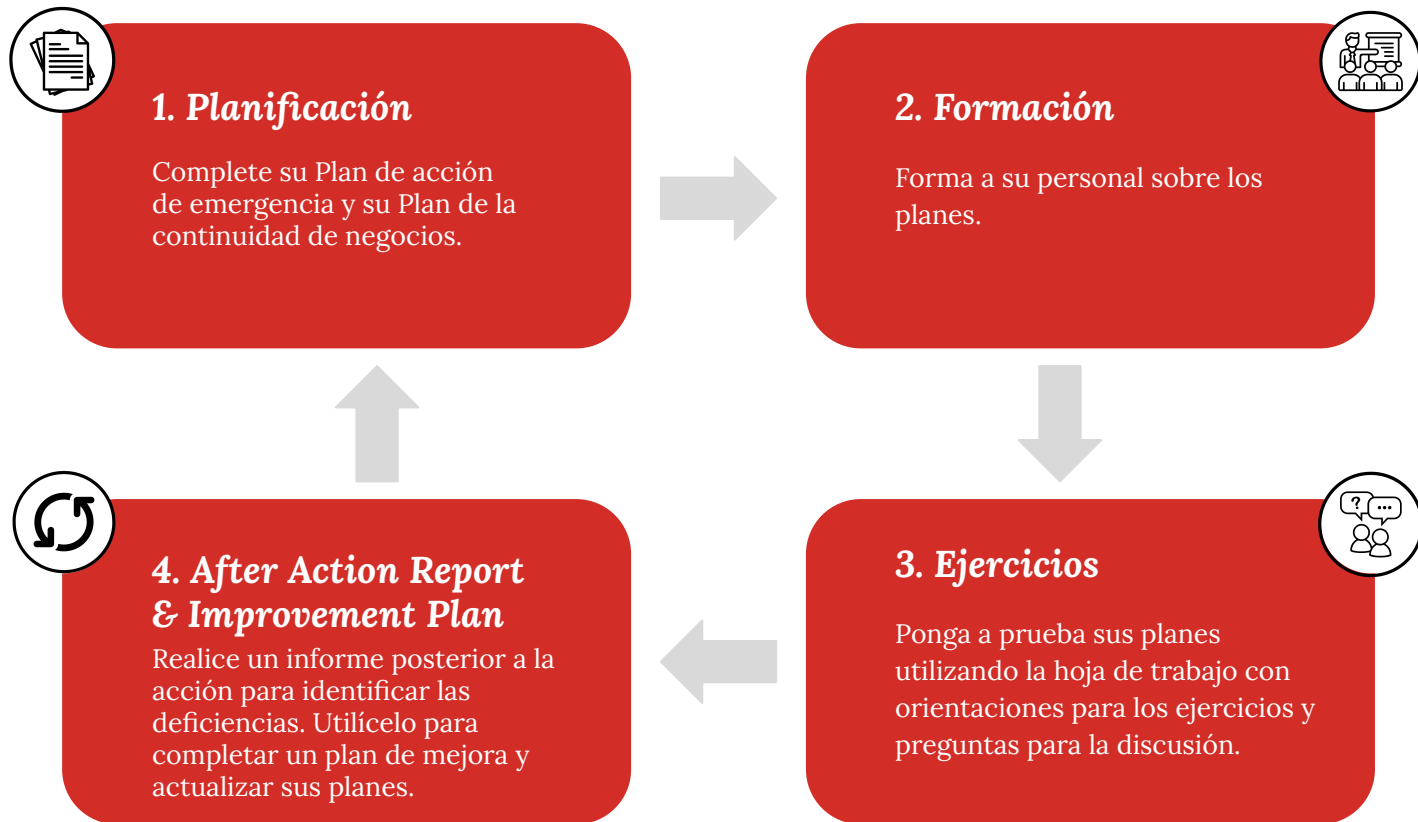 1. Planificación
Complete su Plan de acción
de emergencia y su Plan de la
continuidad de negocios.
2. Formación
Forma a su personal sobre los
planes.
3. Ejercicios
Ponga a prueba sus planes
utilizando la hoja de trabajo con
orientaciones para los ejercicios y
preguntas para la discusión.
4. After Action Report
& Improvement Plan
Realice un informe posterior a la
acción para identificar las
deficiencias. Utilícelo para
completar un plan de mejora y
actualizar sus planes.